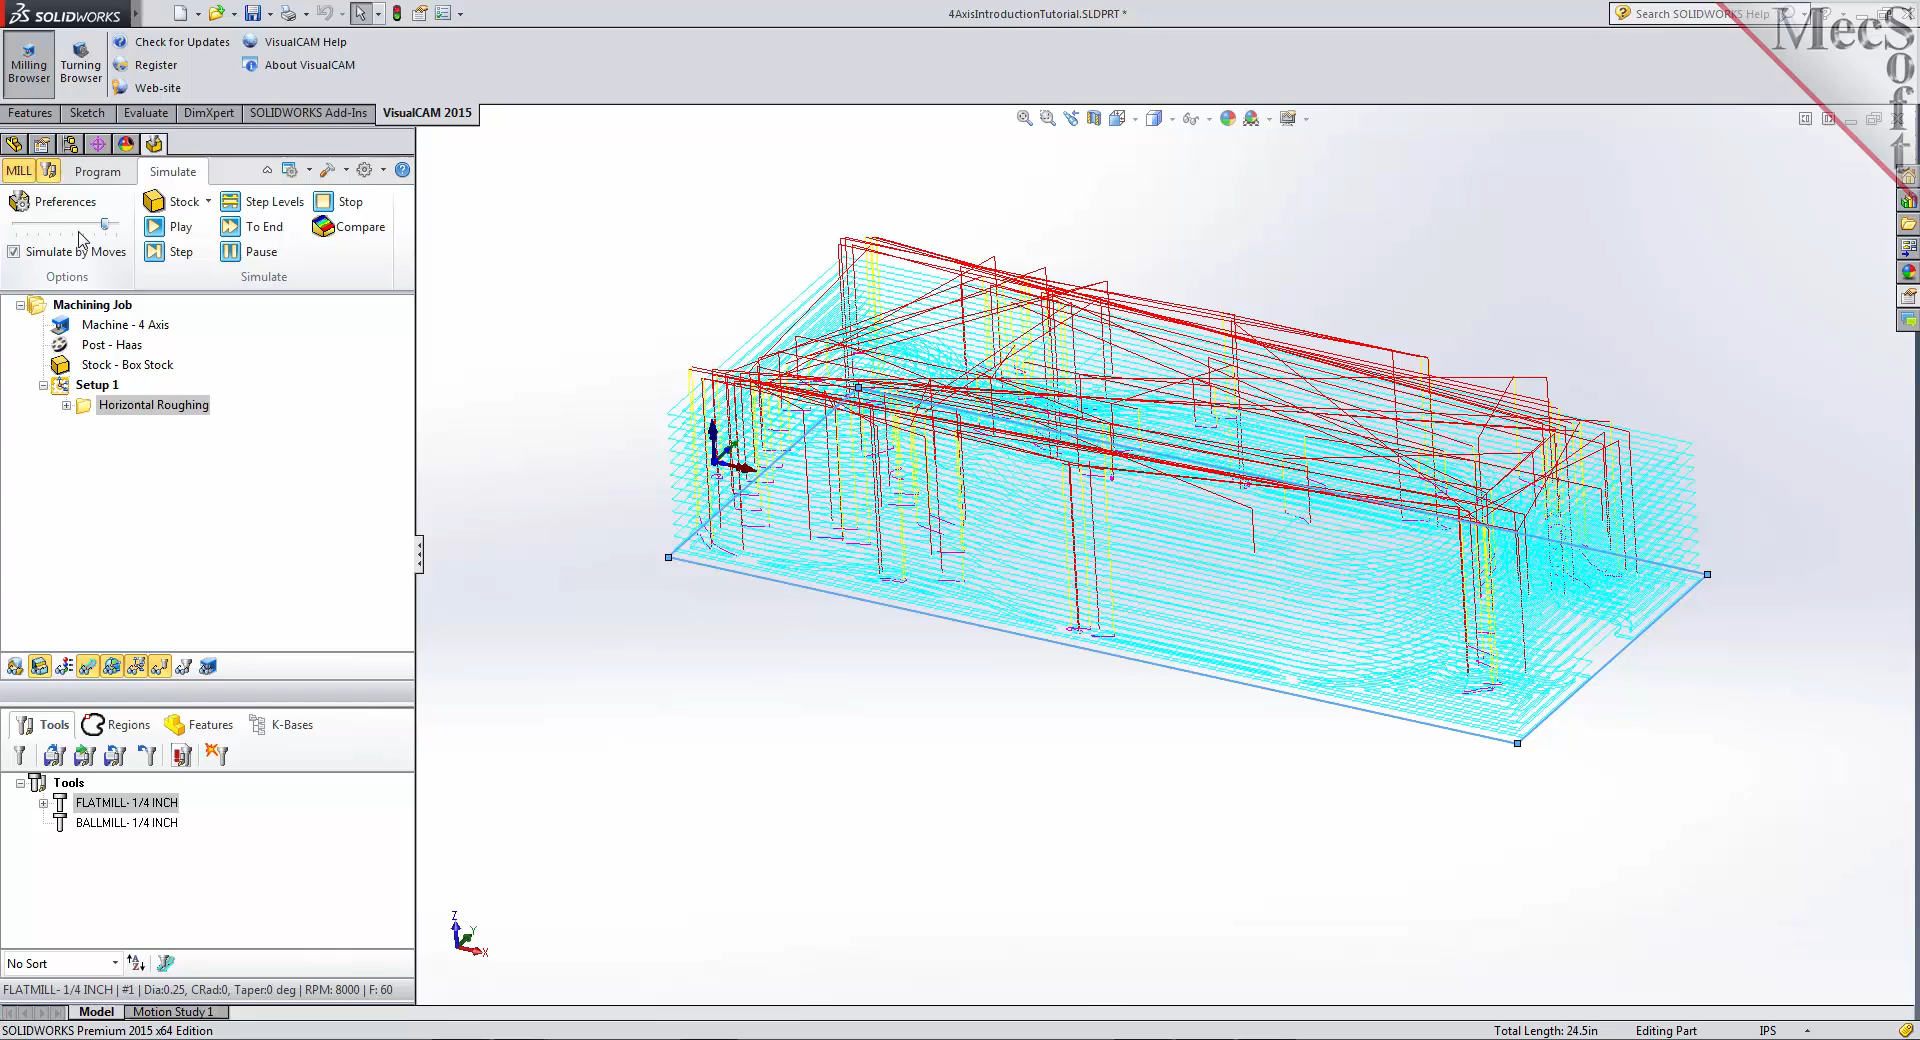 SOLIDWORKS
4AxisIntroductionTutorial.SLDPRT *
Search SOLIDWORKS Help
MecSoft
Milling Browser
Turning Browser
Check for Updates
Register
Web-site
VisualCAM Help
About VisualCAM
Features
Sketch
Evaluate
DimXpert
SOLIDWORKS Add-Ins
VisualCAM 2015
MILL
Program
Simulate
Preferences
Simulate by Moves
Options
Stock
Step Levels
Stop
Play
To End
Compare
Step
Pause
Simulate
Machining Job
Machine - 4 Axis
Post - Haas
Stock - Box Stock
Setup 1
Horizontal Roughing
Tools
Regions
Features
K-Bases
Tools
FLATMILL- 1/4 INCH
BALLMILL- 1/4 INCH
Z
Y
X
No Sort
FLATMILL- 1/4 INCH | #1 | Dia:0.25, CRad:0, Taper:0 deg | RPM: 8000 | F: 60
Model
Motion Study 1
SOLIDWORKS Premium 2015 x64 Edition
Total Length: 24.5in
Editing Part
IPS